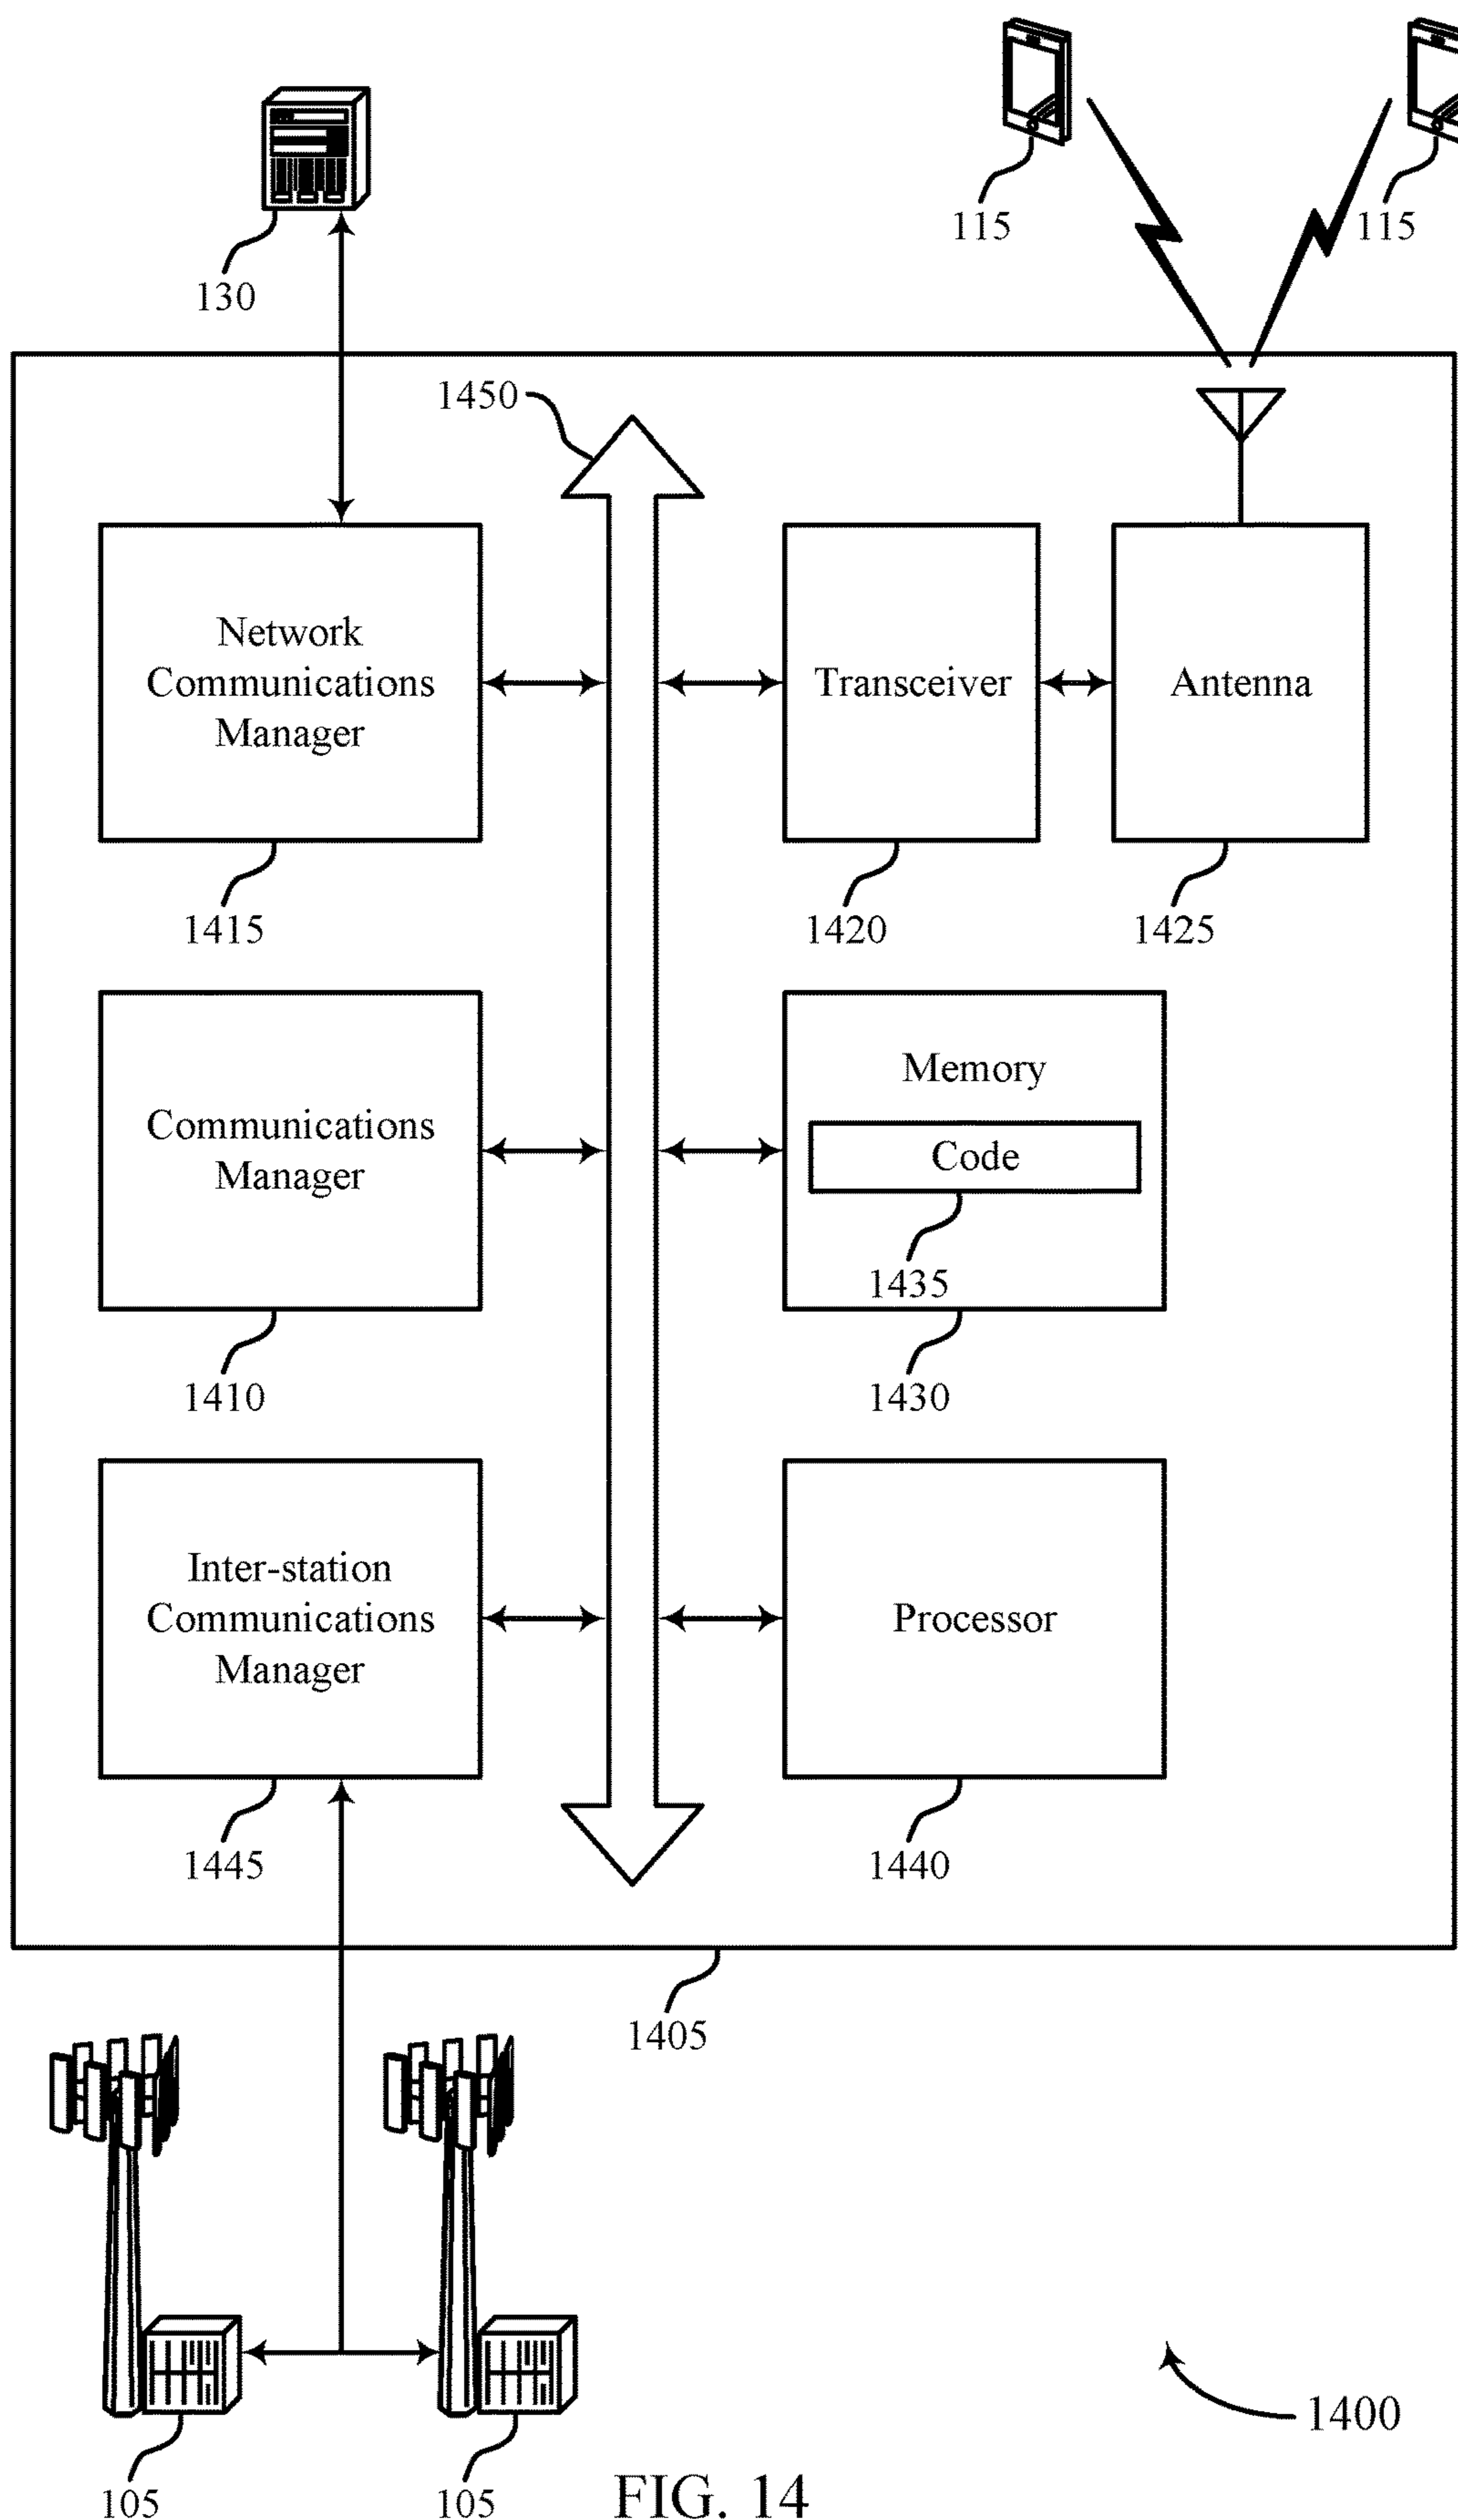 115
115
130
1450
Network
Communications
Manager
Transceiver
Antenna
1415
1420
1425
Communications
Manager
Memory
Code
1435
1410
1430
Inter-station
Communications
Manager
Processor
1445
1440
1405
1400
105
105
FIG. 14